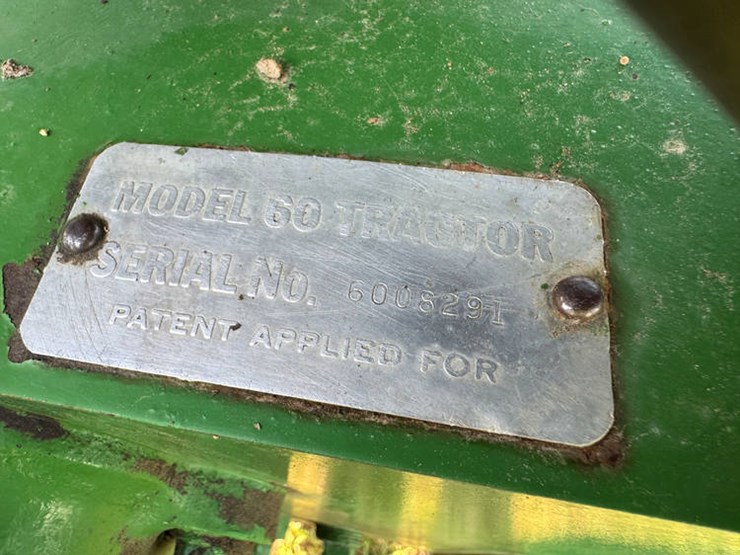 MODEL 60 TRACTOR
SERIAL NO. 6008291
PATENT APPLIED FOR